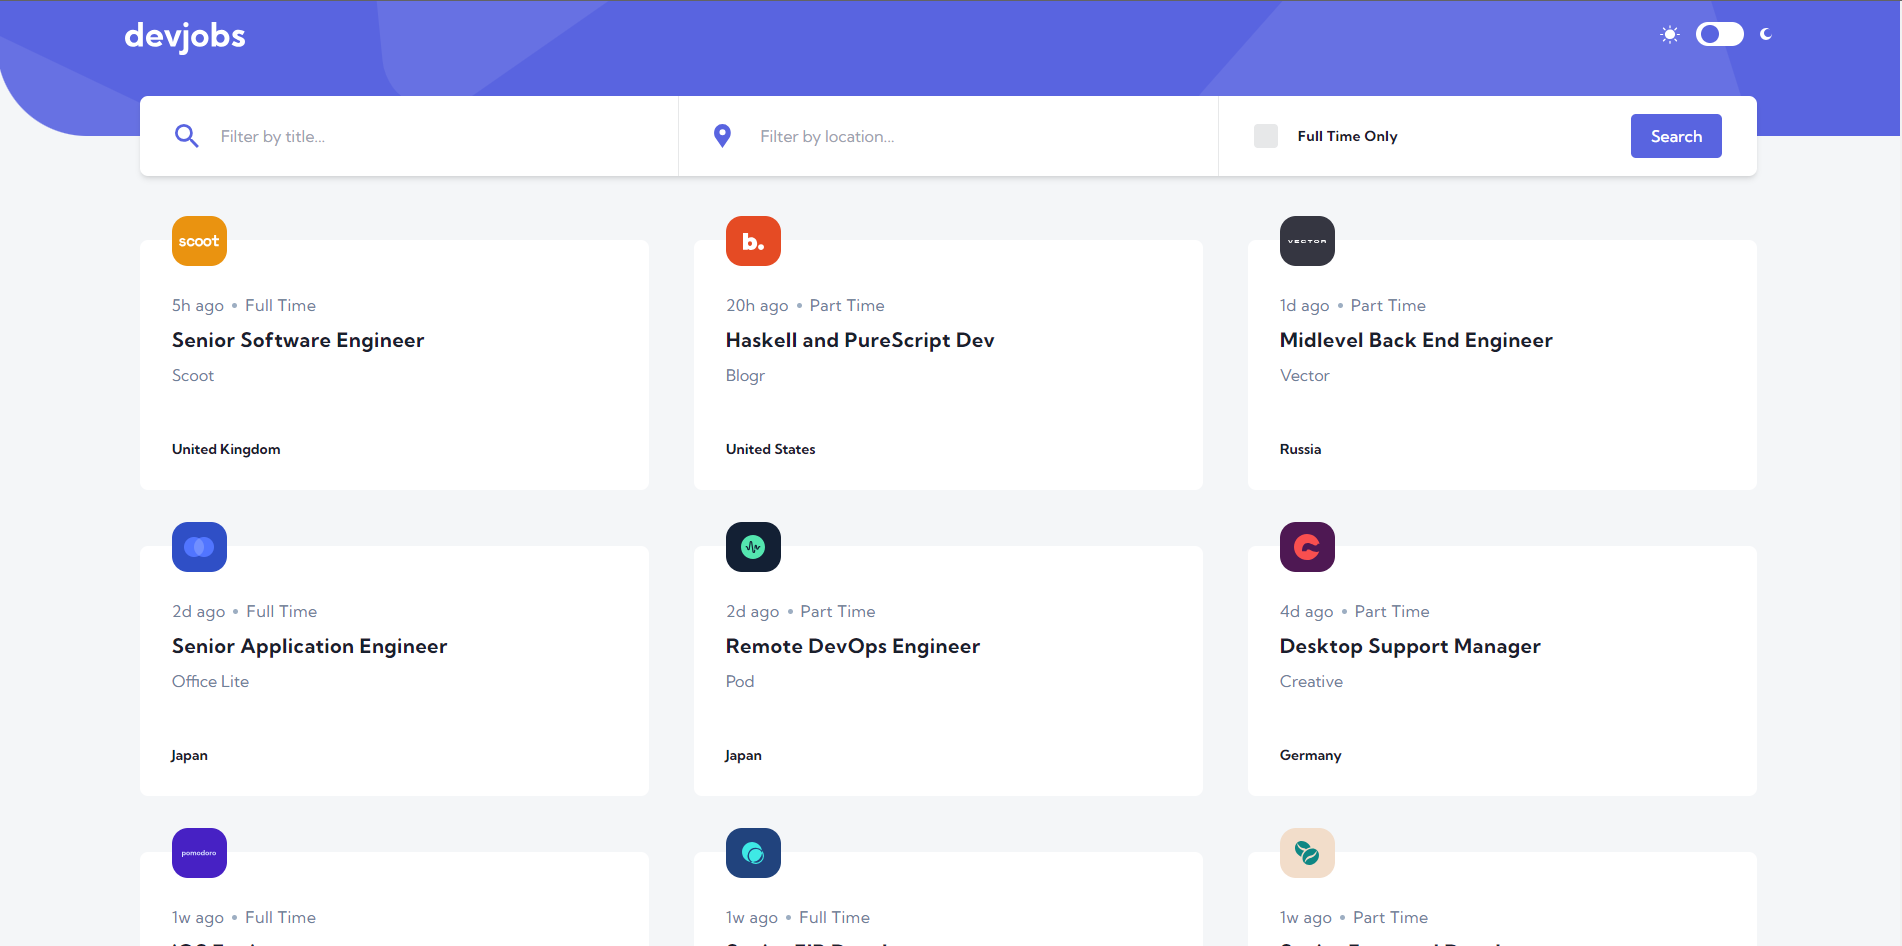 devjobs
Filter by title...
Filter by location...
Full Time Only
Search
scoot
b.
VECTOR
5h ago • Full Time
Senior Software Engineer
Scoot
United Kingdom
20h ago • Part Time
Haskell and PureScript Dev
Blogr
United States
1d ago • Part Time
Midlevel Back End Engineer
Vector
Russia
2d ago • Full Time
Senior Application Engineer
Office Lite
Japan
2d ago • Part Time
Remote DevOps Engineer
Pod
Japan
4d ago • Part Time
Desktop Support Manager
Creative
Germany
pomodoro
1w ago • Full Time
1w ago • Full Time
1w ago • Part Time